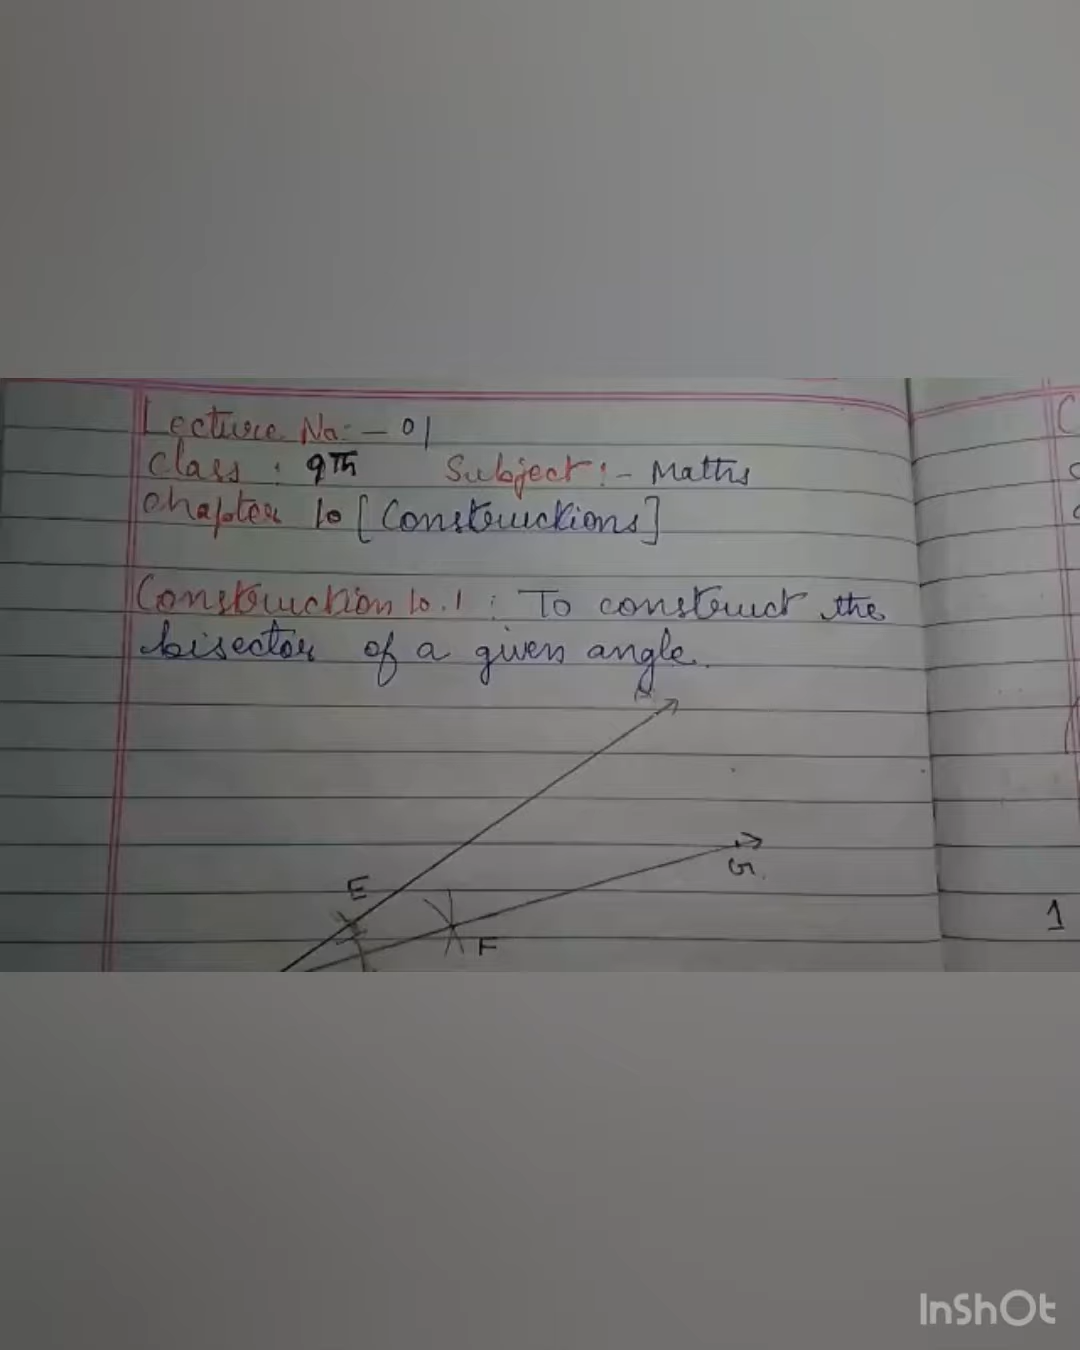 Lecture No:- 01
Class : 9Th Subject :- Maths
Chapter 10 [Constructions]
Construction 10.1 : To construct the
bisector of a given angle.
A
G
E
F
1
InShOt